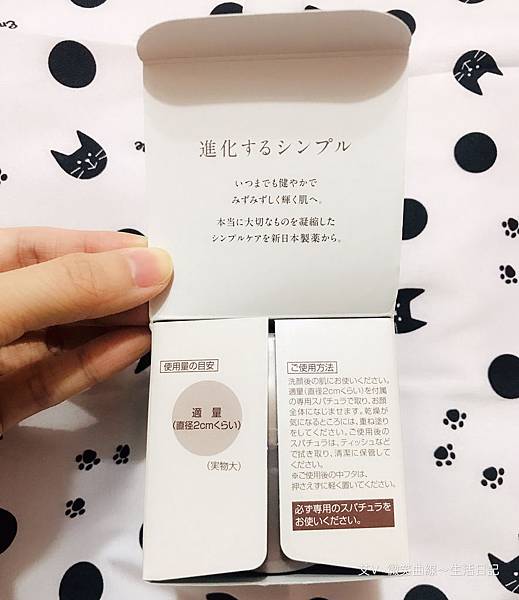 進化するシンプル
いつまでも健やかで
みずみずしく輝く肌へ。
本当に大切なものを凝縮した
シンプルケアを新日本製薬から。
使用量の目安
適 量
(直径2cmくらい)
(実物大)
ご使用方法
洗顔後の肌にお使いください。
適量(直径2cmくらい)を付属
の専用スパチュラで取り、お顔
全体になじませます。乾燥が
気になるところには、重ね塗り
をしてください。ご使用後の
スパチュラは、ティッシュなど
で拭き取り、清潔に保管して
ください。
※ご使用後の中フタは、
押さえずに軽く置いてください。
必ず専用のスパチュラを
お使いください。
微笑曲線~生活日記